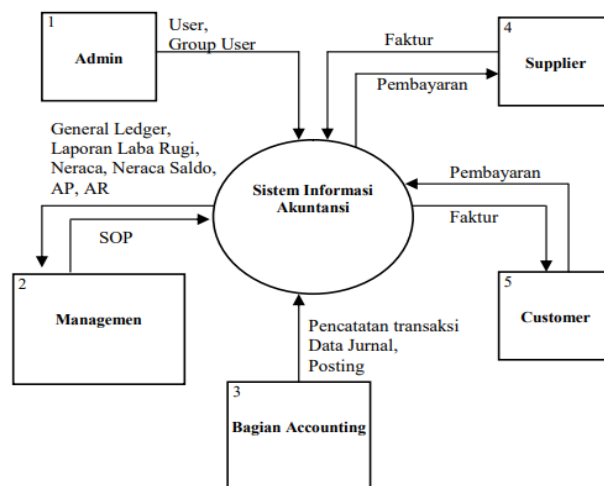 1
Admin
User,
Group User
Faktur
Pembayaran
4
Supplier
General Ledger,
Laporan Laba Rugi,
Neraca, Neraca Saldo,
AP, AR
SOP
Sistem Informasi
Akuntansi
Pembayaran
Faktur
2
Managemen
5
Customer
Pencatatan transaksi
Data Jurnal,
Posting
3
Bagian Accounting